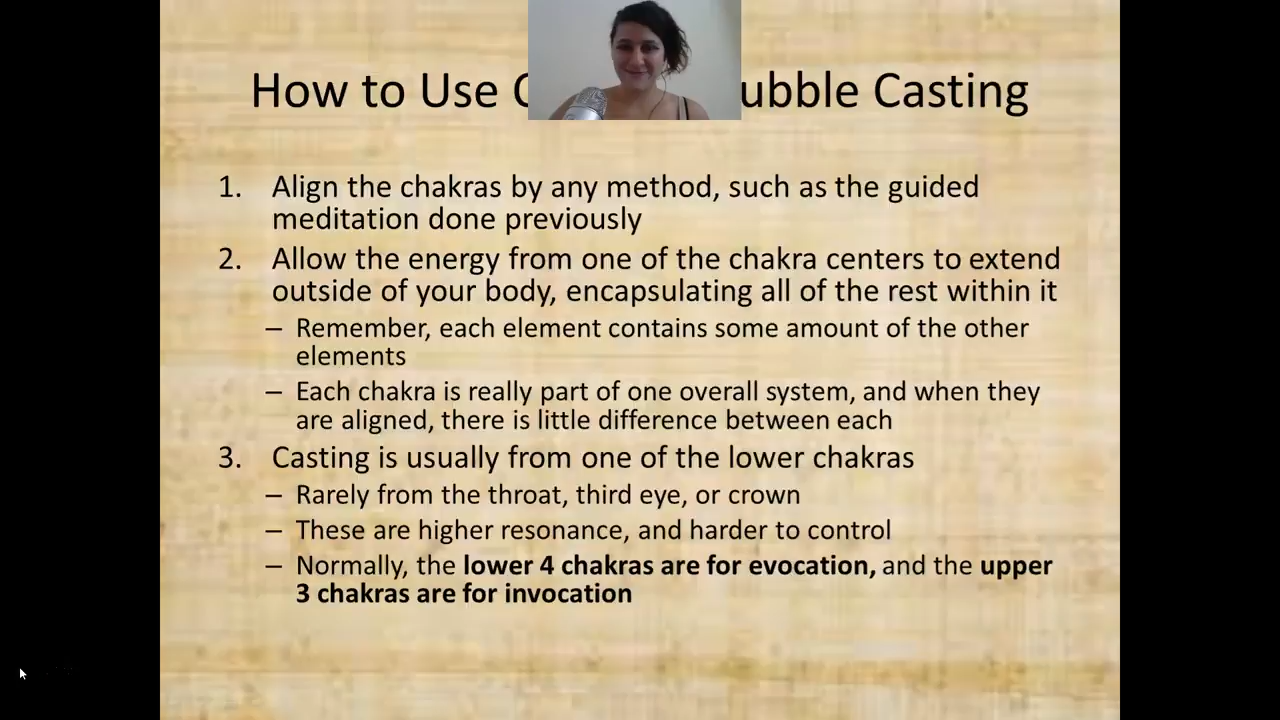 How to Use ubble Casting
1. Align the chakras by any method, such as the guided
meditation done previously
2. Allow the energy from one of the chakra centers to extend
outside of your body, encapsulating all of the rest within it
– Remember, each element contains some amount of the other
elements
– Each chakra is really part of one overall system, and when they
are aligned, there is little difference between each
3. Casting is usually from one of the lower chakras
– Rarely from the throat, third eye, or crown
– These are higher resonance, and harder to control
– Normally, the lower 4 chakras are for evocation, and the upper
3 chakras are for invocation